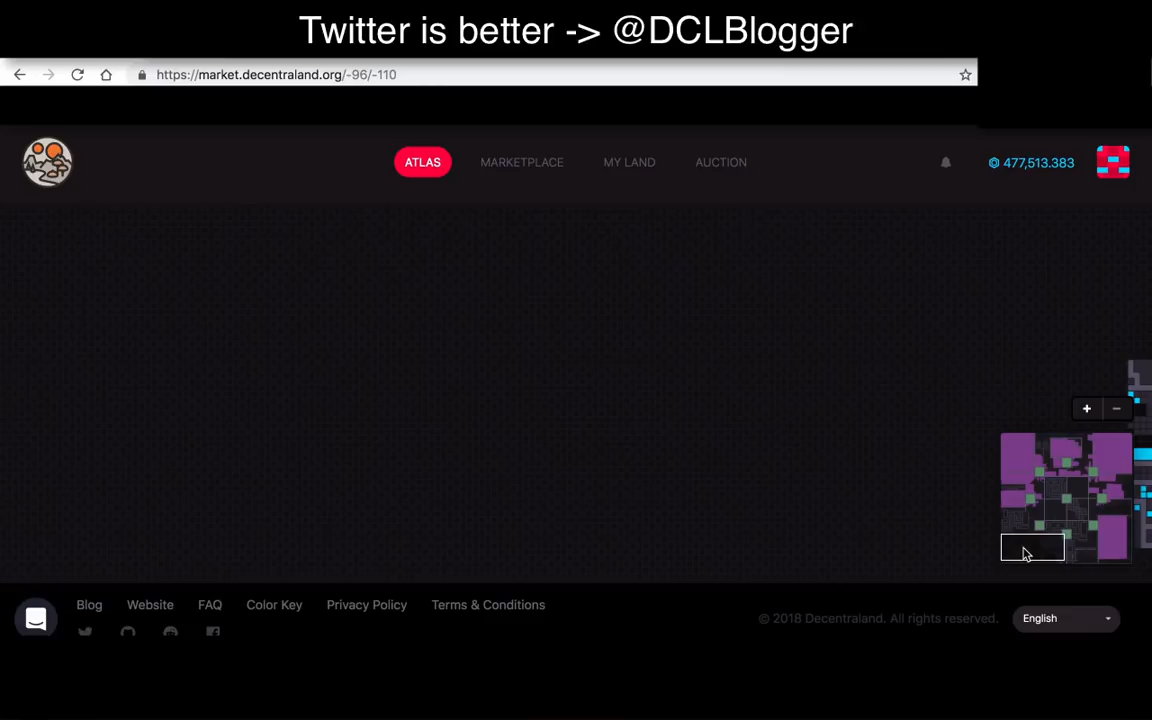 Twitter is better -> @DCLBlogger
https://market.decentraland.org/-96/-110
ATLAS MARKETPLACE MY LAND AUCTION 477,513.383
+ −
Blog Website FAQ Color Key Privacy Policy Terms & Conditions © 2018 Decentraland. All rights reserved. English